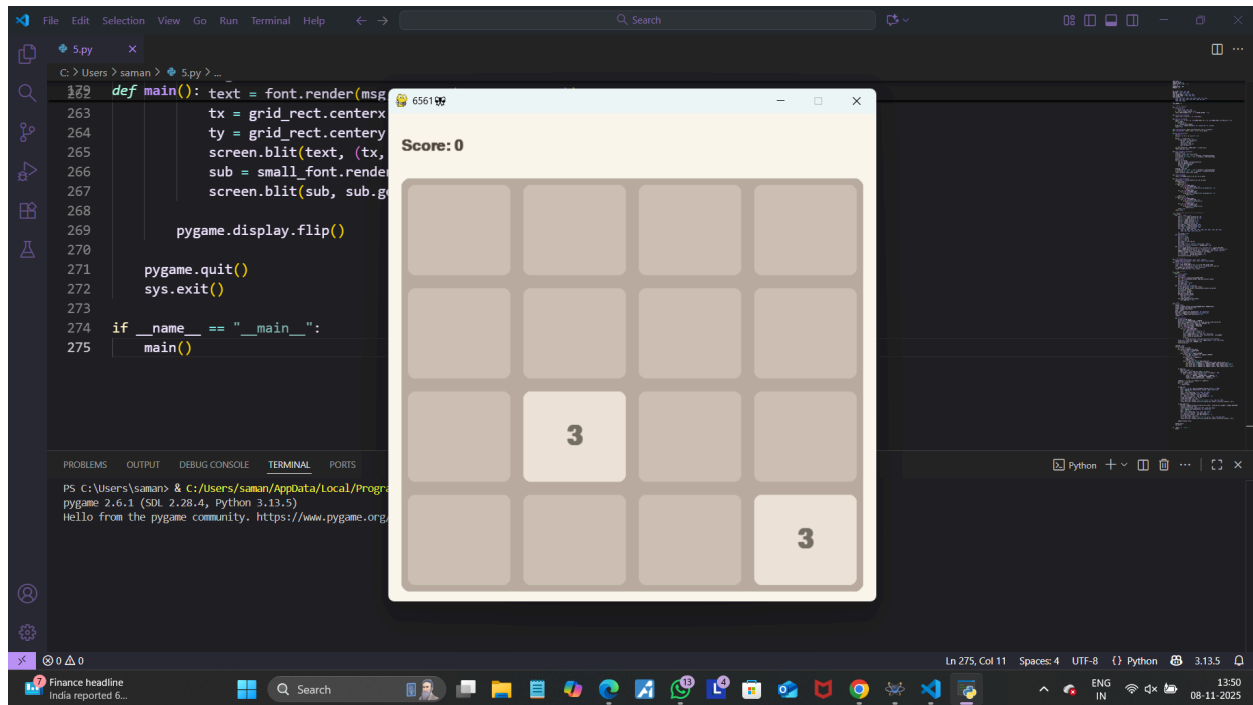 File Edit Selection View Go Run Terminal Help
Search
5.py
C: > Users > saman > 5.py > ...
179 def main():
262 text = font.render(msg
263 tx = grid_rect.centerx
264 ty = grid_rect.centery
265 screen.blit(text, (tx,
266 sub = small_font.rende
267 screen.blit(sub, sub.g
268
269 pygame.display.flip()
270
271 pygame.quit()
272 sys.exit()
273
274 if __name__ == "__main__":
275 main()
6561
Score: 0
3
3
PROBLEMS OUTPUT DEBUG CONSOLE TERMINAL PORTS
Python
PS C:\Users\saman> & C:/Users/saman/AppData/Local/Progra
pygame 2.6.1 (SDL 2.28.4, Python 3.13.5)
Hello from the pygame community. https://www.pygame.org/
0 0
Ln 275, Col 11 Spaces: 4 UTF-8 {} Python 3.13.5
7
Finance headline
India reported 6...
Search
13
4
ENG
IN
13:50
08-11-2025